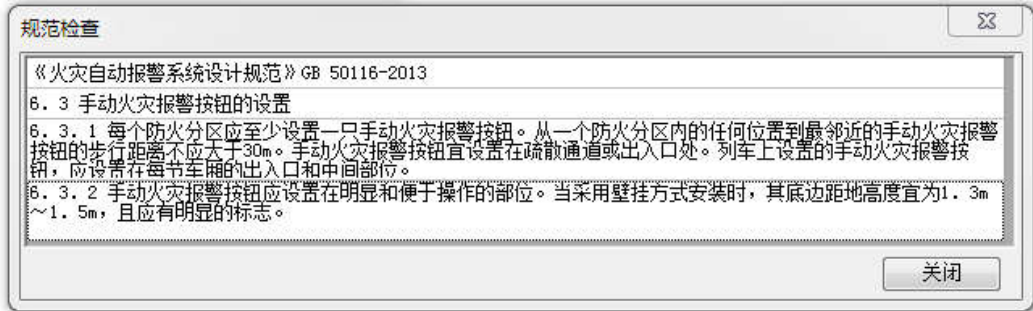 规范检查
《火灾自动报警系统设计规范》GB 50116-2013
6.3 手动火灾报警按钮的设置
6.3.1 每个防火分区应至少设置一只手动火灾报警按钮。从一个防火分区内的任何位置到最邻近的手动火灾报警
按钮的步行距离不应大于30m。手动火灾报警按钮宜设置在疏散通道或出入口处。列车上设置的手动火灾报警按
钮，应设置在每节车厢的出入口和中间部位。
6.3.2 手动火灾报警按钮应设置在明显和便于操作的部位。当采用壁挂方式安装时，其底边距地高度宜为1.3m
～1.5m，且应有明显的标志。
关闭